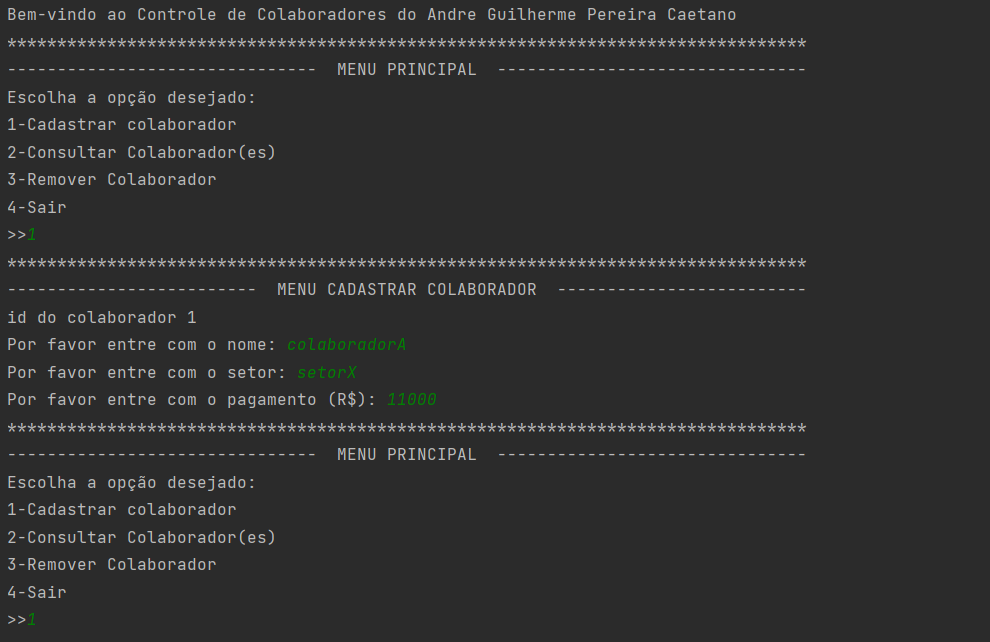 Bem-vindo ao Controle de Colaboradores do Andre Guilherme Pereira Caetano
********************************************************************************
-------------------------------  MENU PRINCIPAL  -------------------------------
Escolha a opção desejado:
1-Cadastrar colaborador
2-Consultar Colaborador(es)
3-Remover Colaborador
4-Sair
>>1
********************************************************************************
-------------------------  MENU CADASTRAR COLABORADOR  -------------------------
id do colaborador 1
Por favor entre com o nome: colaboradorA
Por favor entre com o setor: setorX
Por favor entre com o pagamento (R$): 11000
********************************************************************************
-------------------------------  MENU PRINCIPAL  -------------------------------
Escolha a opção desejado:
1-Cadastrar colaborador
2-Consultar Colaborador(es)
3-Remover Colaborador
4-Sair
>>1